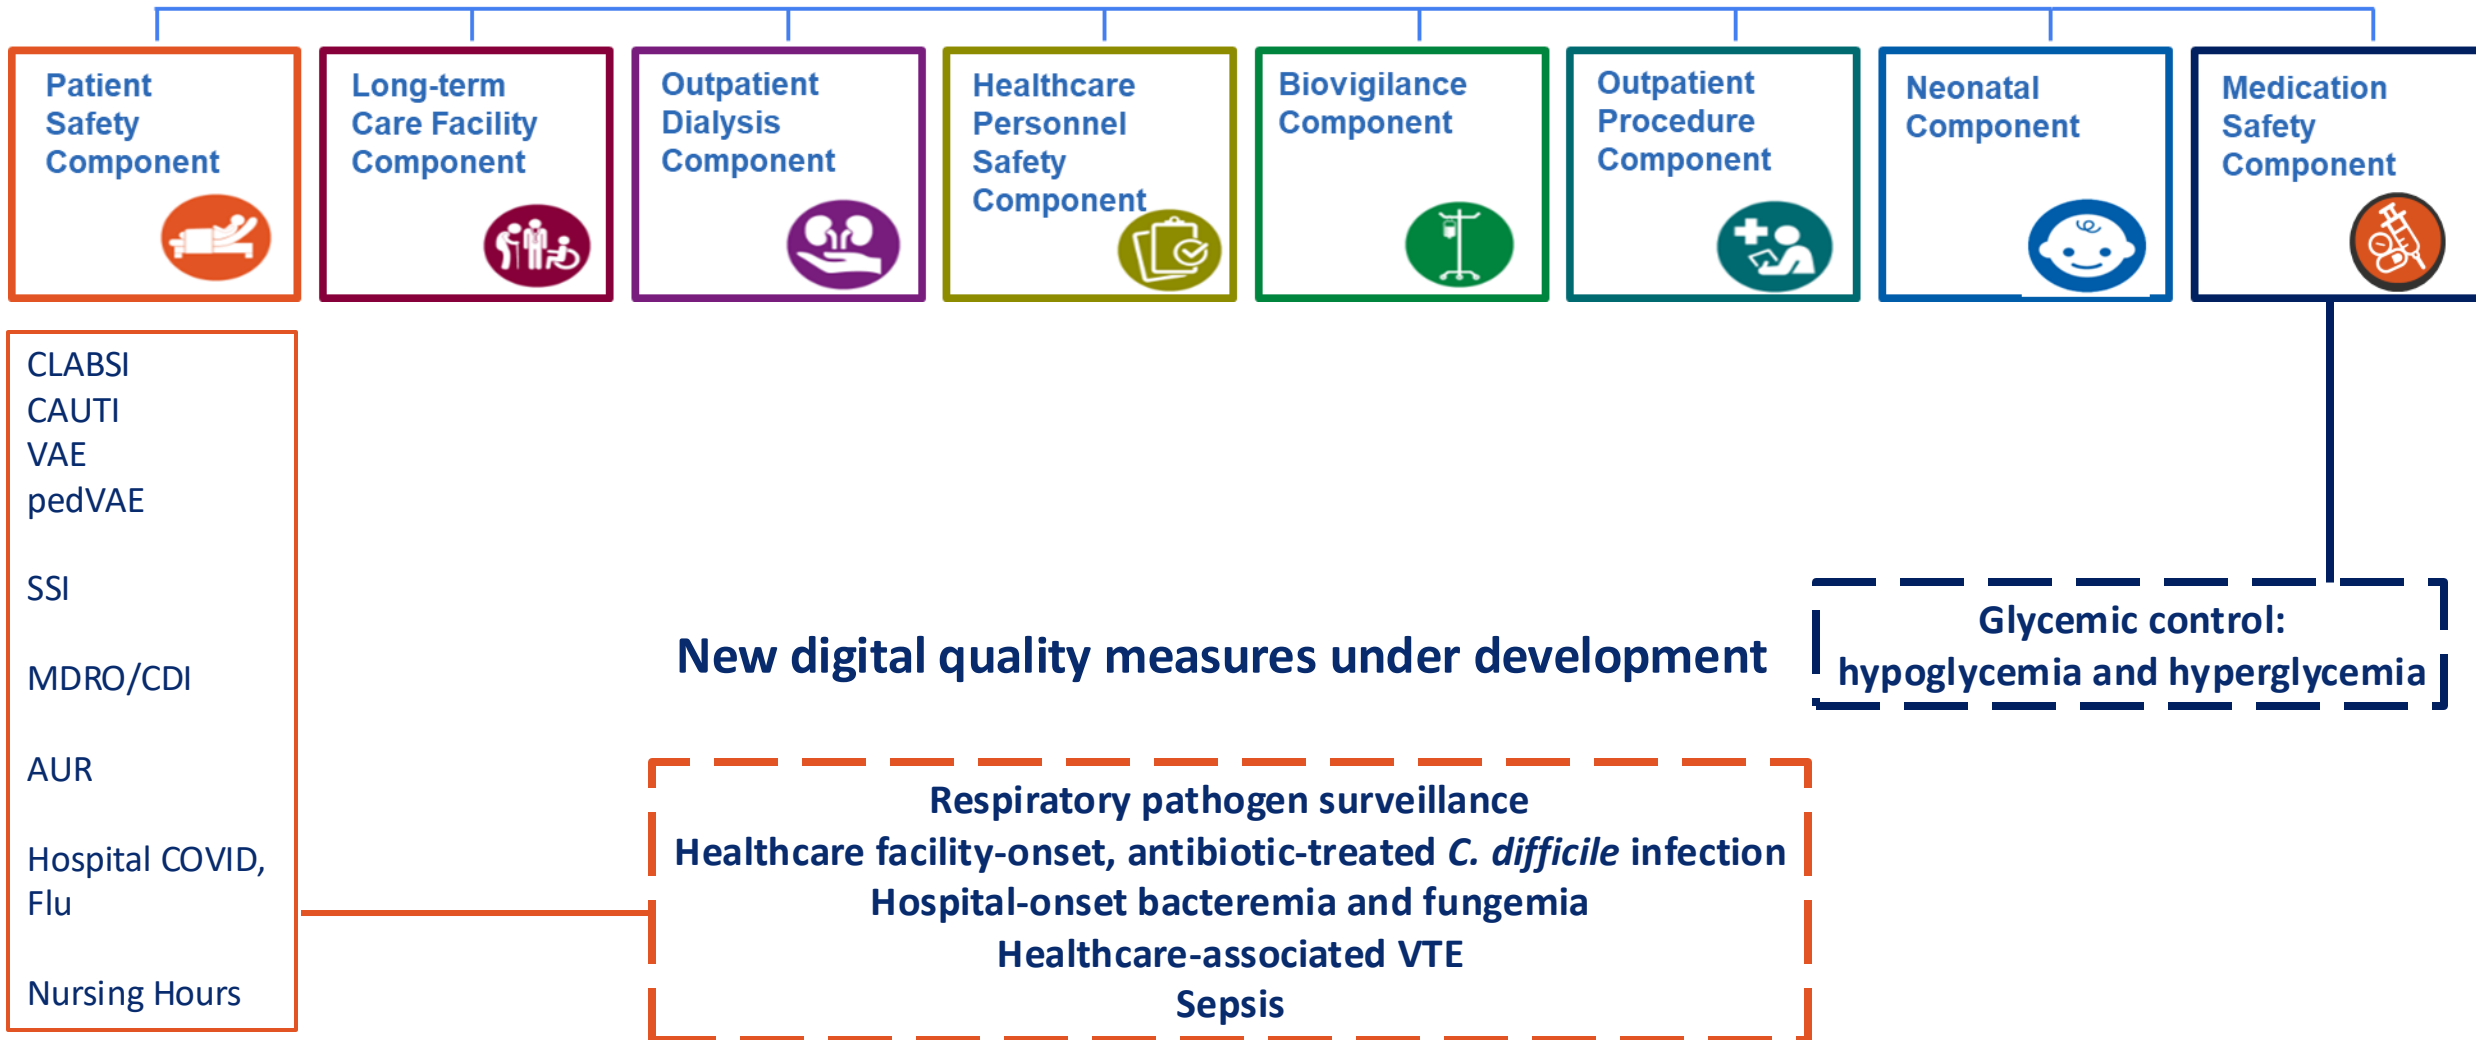 Patient
Safety
Component
Long-term
Care Facility
Component
Outpatient
Dialysis
Component
Healthcare
Personnel
Safety
Component
Biovigilance
Component
Outpatient
Procedure
Component
Neonatal
Component
Medication
Safety
Component
CLABSI
CAUTI
VAE
pedVAE
SSI
MDRO/CDI
AUR
Hospital COVID,
Flu
Nursing Hours
New digital quality measures under development
Glycemic control:
hypoglycemia and hyperglycemia
Respiratory pathogen surveillance
Healthcare facility-onset, antibiotic-treated C. difficile infection
Hospital-onset bacteremia and fungemia
Healthcare-associated VTE
Sepsis